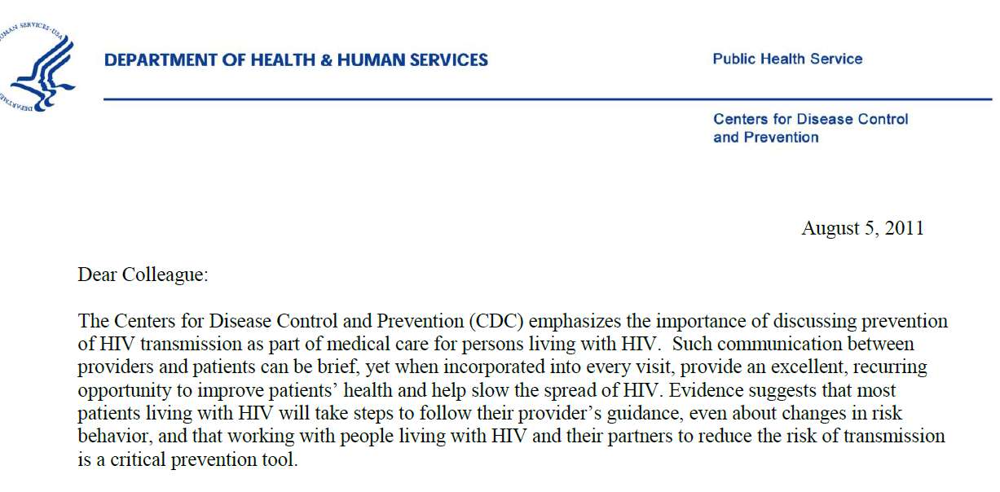 HUMAN SERVICES·USA
DEPARTMENT OF HEALTH & HUMAN SERVICES
Public Health Service
Centers for Disease Control
and Prevention
August 5, 2011
Dear Colleague:
The Centers for Disease Control and Prevention (CDC) emphasizes the importance of discussing prevention
of HIV transmission as part of medical care for persons living with HIV.  Such communication between
providers and patients can be brief, yet when incorporated into every visit, provide an excellent, recurring
opportunity to improve patients’ health and help slow the spread of HIV. Evidence suggests that most
patients living with HIV will take steps to follow their provider’s guidance, even about changes in risk
behavior, and that working with people living with HIV and their partners to reduce the risk of transmission
is a critical prevention tool.